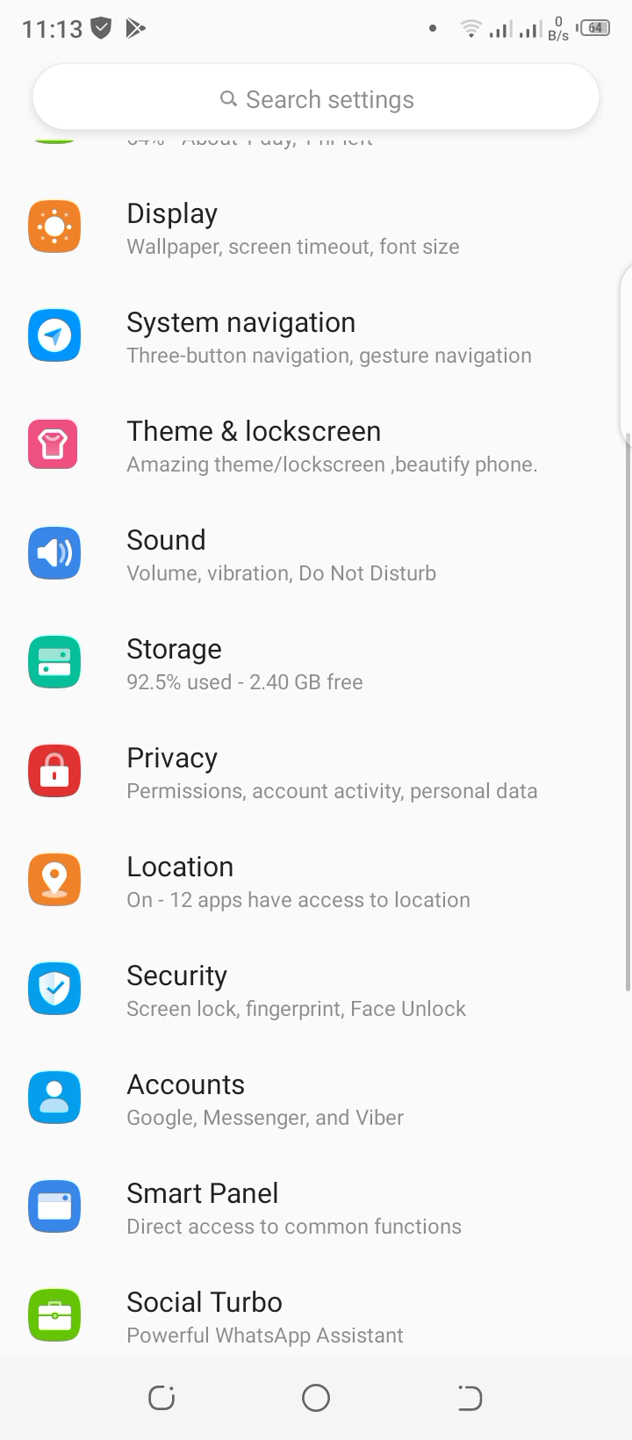 11:13
0
B/s
64
Search settings
Display
Wallpaper, screen timeout, font size
System navigation
Three-button navigation, gesture navigation
Theme & lockscreen
Amazing theme/lockscreen ,beautify phone.
Sound
Volume, vibration, Do Not Disturb
Storage
92.5% used - 2.40 GB free
Privacy
Permissions, account activity, personal data
Location
On - 12 apps have access to location
Security
Screen lock, fingerprint, Face Unlock
Accounts
Google, Messenger, and Viber
Smart Panel
Direct access to common functions
Social Turbo
Powerful WhatsApp Assistant